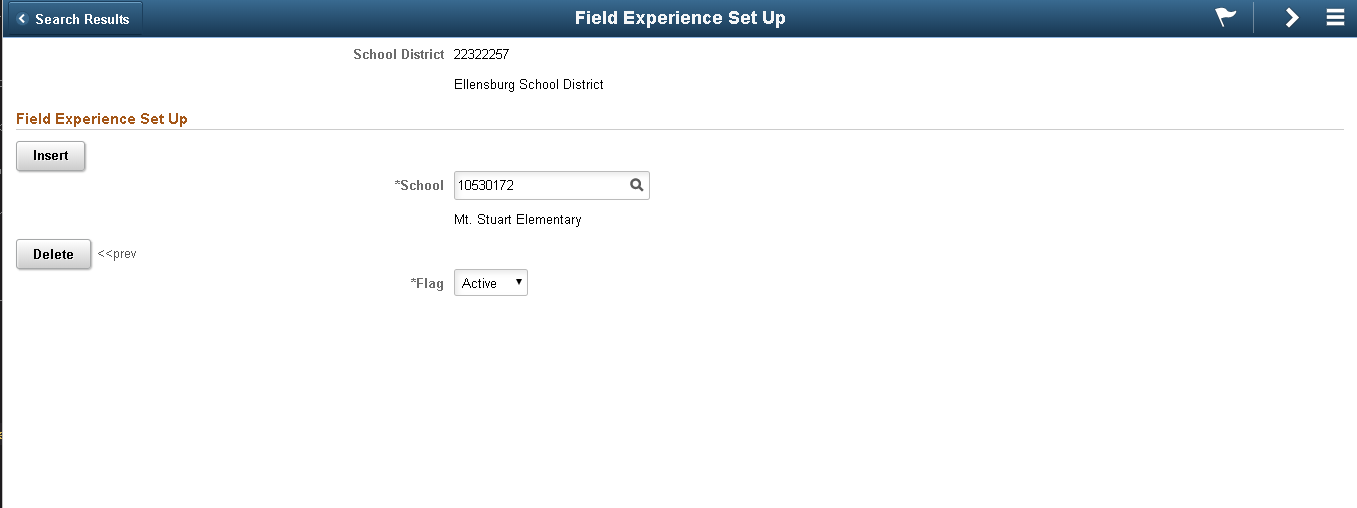 Search Results
Field Experience Set Up
School District 22322257
Ellensburg School District
Field Experience Set Up
Insert
*School 10530172
Mt. Stuart Elementary
Delete <<prev
*Flag Active